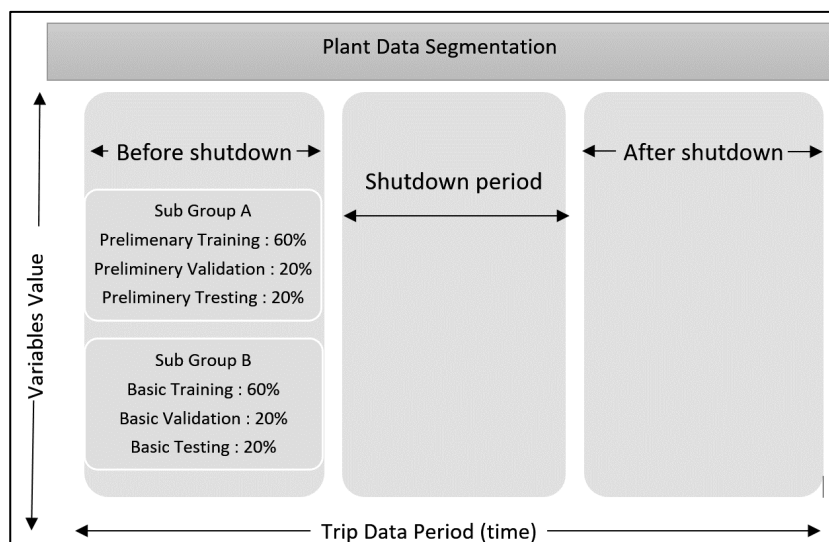 Plant Data Segmentation
Before shutdown
Shutdown period
After shutdown
Sub Group A
Prelimenary Training : 60%
Preliminery Validation : 20%
Preliminery Tresting : 20%
Sub Group B
Basic Training : 60%
Basic Validation : 20%
Basic Testing : 20%
Variables Value
Trip Data Period (time)